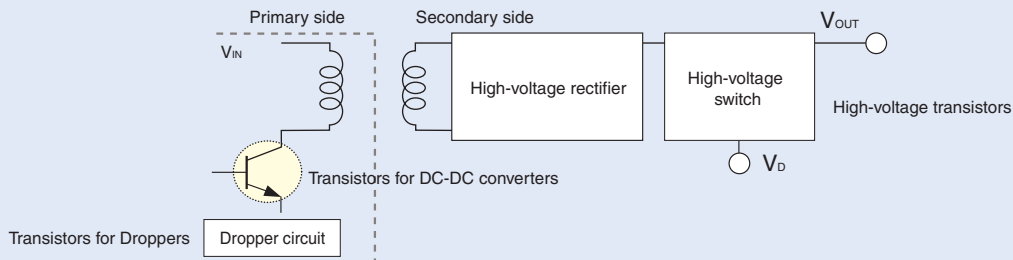 Primary side
Secondary side
VIN
VOUT
High-voltage rectifier
High-voltage
switch
High-voltage transistors
VD
Transistors for DC-DC converters
Transistors for Droppers
Dropper circuit